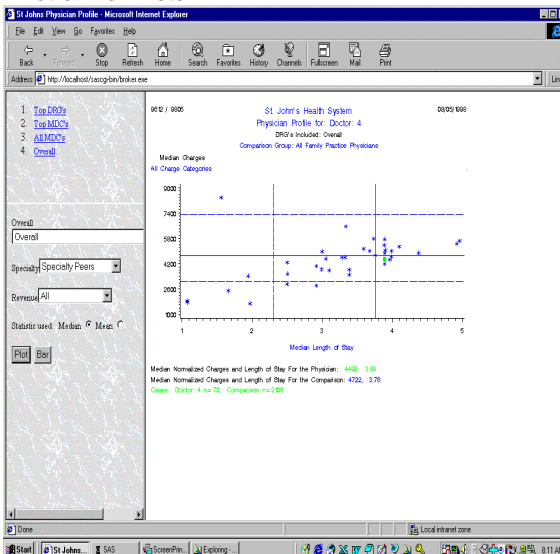 St Johns Physician Profile - Microsoft Internet Explorer
File Edit View Go Favorites Help
Back Forward Stop Refresh Home Search Favorites History Channels Fullscreen Mail Print
Address http://localhost/sascgi-bin/broker.exe
1. Top DRG's
2. Top MDC's
3. All MDC's
4. Overall
Overall
Overall
Specialty Specialty Peers
Revenue All
Statistic used: Median Mean
Plot Bar
9612 / 9805 St. John's Health System 08/05/1998
Physician Profile for: Doctor: 4
DRG's Included: Overall
Comparison Group: All Family Practice Physicians
Median Charges
All Charge Categories
9000
7400
5800
4200
2600
1000
1 2 3 4 5
Median Length of Stay
Median Normalized Charges and Length of Stay For the Physician: 4492, 3.89
Median Normalized Charges and Length of Stay For the Comparison: 4722, 3.76
Cases: Doctor: 4 n= 70; Comparison n=
Done Local intranet zone
Start St Johns... SAS ScreenPrin... Exploring - ...